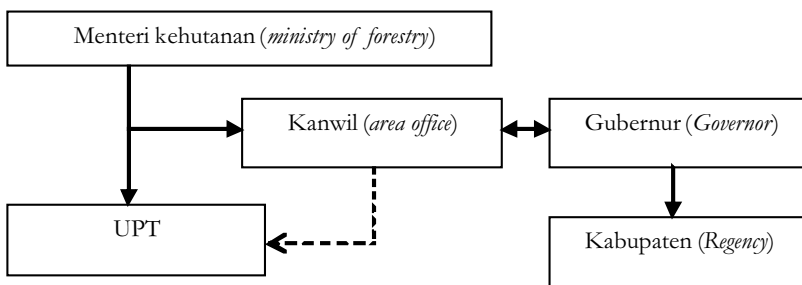 Menteri kehutanan (ministry of forestry)
Kanwil (area office)
Gubernur (Governor)
UPT
Kabupaten (Regency)